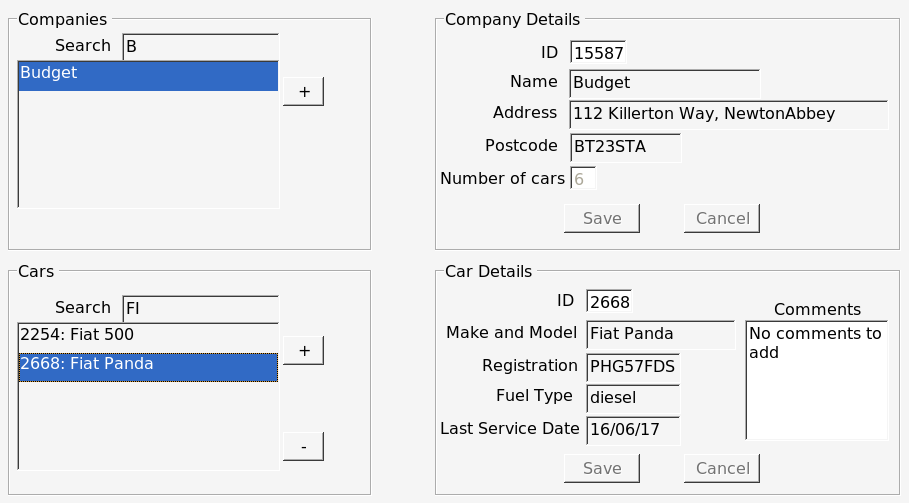 Companies
Search B
Budget
+
Company Details
ID 15587
Name Budget
Address 112 Killerton Way, NewtonAbbey
Postcode BT23STA
Number of cars 6
Save Cancel
Cars
Search FI
2254: Fiat 500
2668: Fiat Panda
+
-
Car Details
ID 2668
Make and Model Fiat Panda
Registration PHG57FDS
Fuel Type diesel
Last Service Date 16/06/17
Comments
No comments to
add
Save Cancel